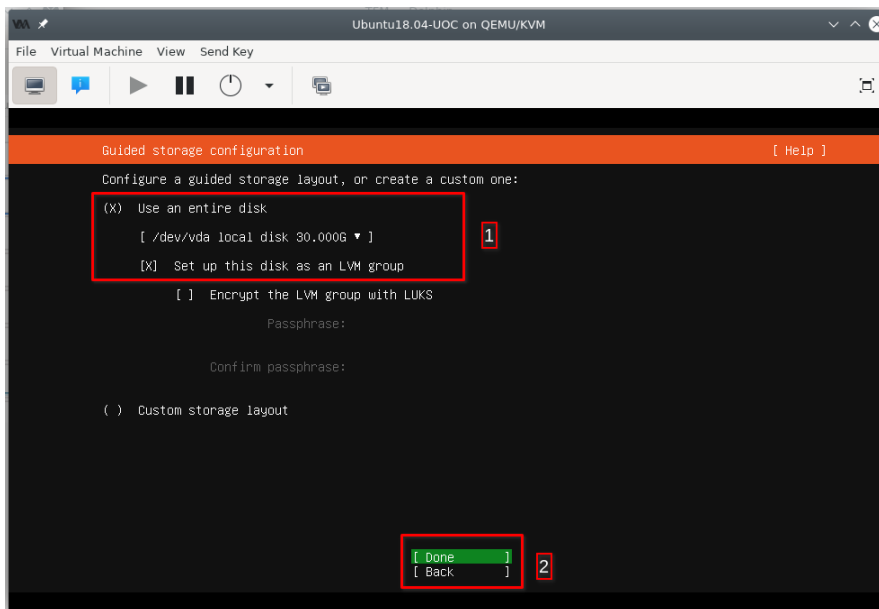 Ubuntu18.04-UOC on QEMU/KVM
File Virtual Machine View Send Key
Guided storage configuration [ Help ]
Configure a guided storage layout, or create a custom one:
(X) Use an entire disk
[ /dev/vda local disk 30.000G ▾ ]
1
[X] Set up this disk as an LVM group
[ ] Encrypt the LVM group with LUKS
Passphrase:
Confirm passphrase:
( ) Custom storage layout
[ Done ]
[ Back ]
2